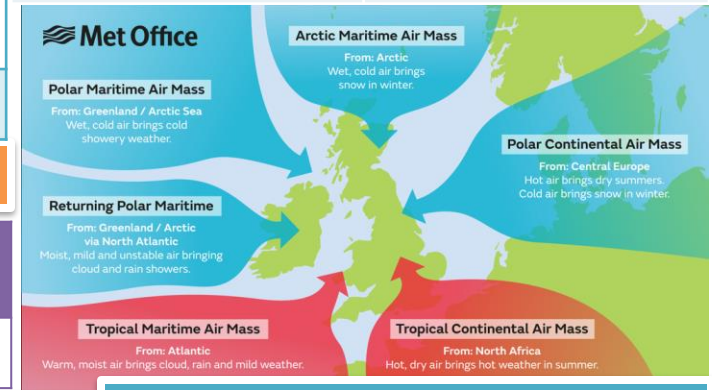 Met Office
Arctic Maritime Air Mass
From: Arctic
Wet, cold air brings
snow in winter.
Polar Maritime Air Mass
From: Greenland / Arctic Sea
Wet, cold air brings cold
showery weather.
Polar Continental Air Mass
From: Central Europe
Hot air brings dry summers.
Cold air brings snow in winter.
Returning Polar Maritime
From: Greenland / Arctic
via North Atlantic
Moist, mild and unstable air bringing
cloud and rain showers.
Tropical Maritime Air Mass
From: Atlantic
Warm, moist air brings cloud, rain and mild weather.
Tropical Continental Air Mass
From: North Africa
Hot, dry air brings hot weather in summer.